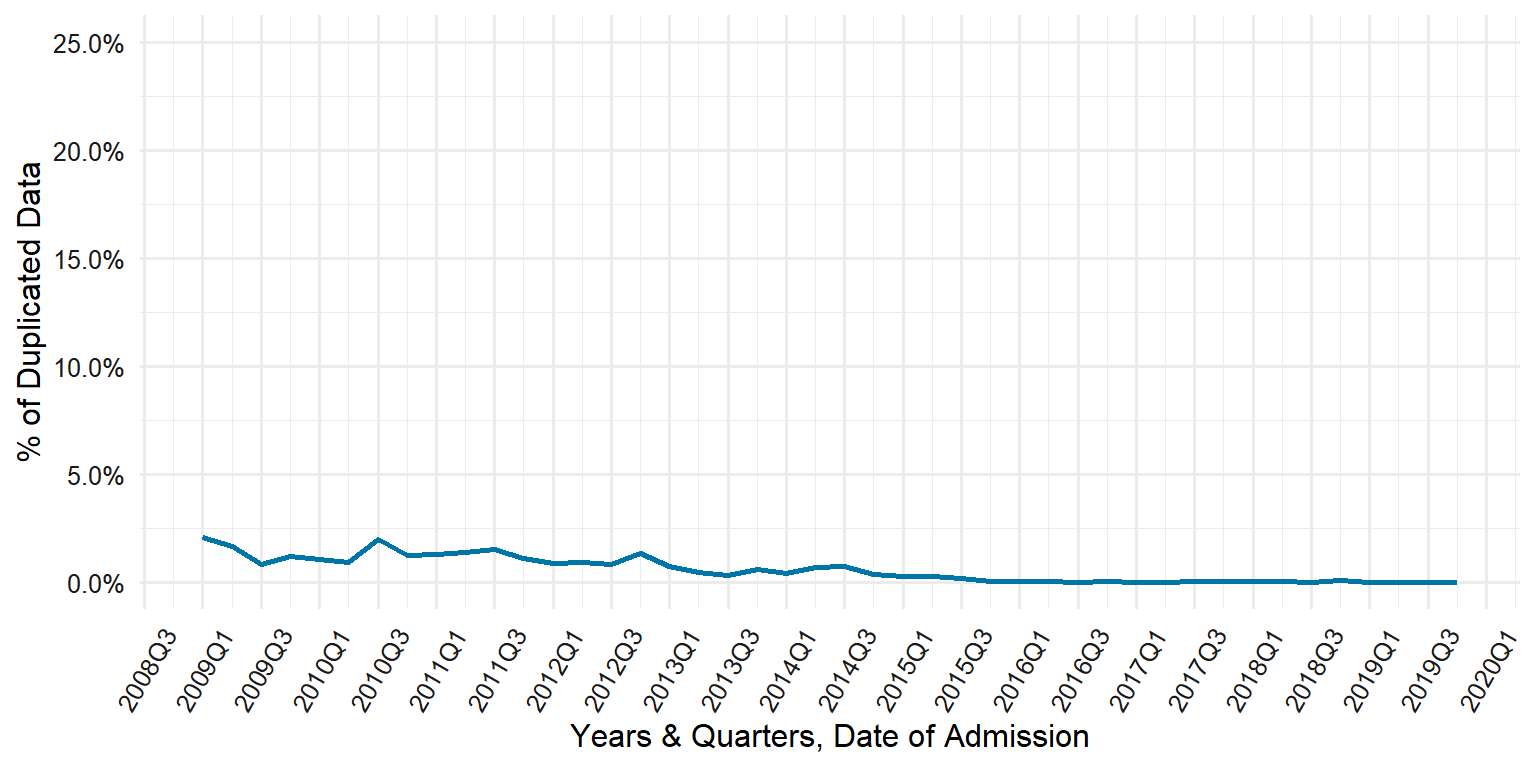 25.0%
20.0%
15.0%
10.0%
5.0%
0.0%
% of Duplicated Data
2008Q3
2009Q1
2009Q3
2010Q1
2010Q3
2011Q1
2011Q3
2012Q1
2012Q3
2013Q1
2013Q3
2014Q1
2014Q3
2015Q1
2015Q3
2016Q1
2016Q3
2017Q1
2017Q3
2018Q1
2018Q3
2019Q1
2019Q3
2020Q1
Years & Quarters, Date of Admission